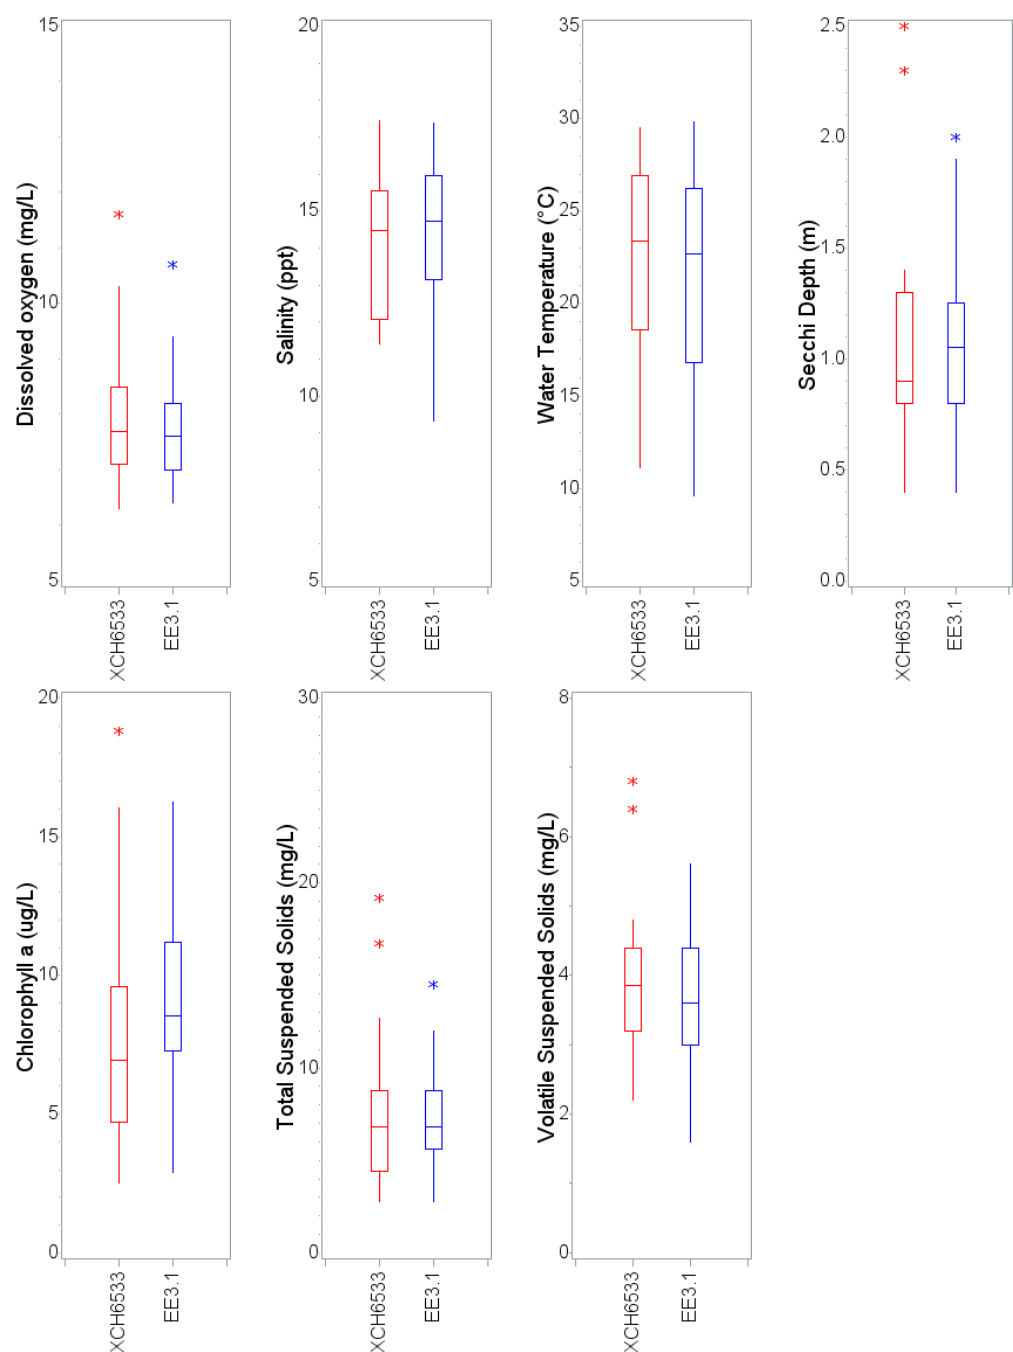 Dissolved oxygen (mg/L)
15
10
5
XCH6533
EE3.1
Salinity (ppt)
20
15
10
5
XCH6533
EE3.1
Water Temperature (°C)
35
30
25
20
15
10
5
XCH6533
EE3.1
Secchi Depth (m)
2.5
2.0
1.5
1.0
0.5
0.0
XCH6533
EE3.1
Chlorophyll a (ug/L)
20
15
10
5
0
XCH6533
EE3.1
Total Suspended Solids (mg/L)
30
20
10
0
XCH6533
EE3.1
Volatile Suspended Solids (mg/L)
8
6
4
2
0
XCH6533
EE3.1